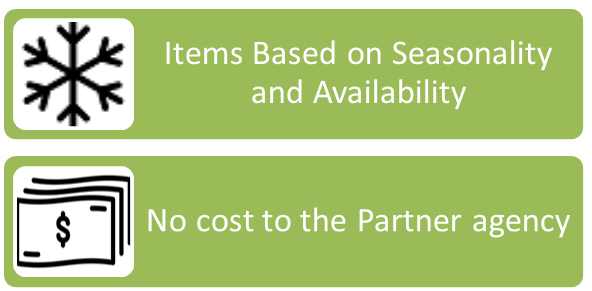 Items Based on Seasonality
and Availability
$
No cost to the Partner agency